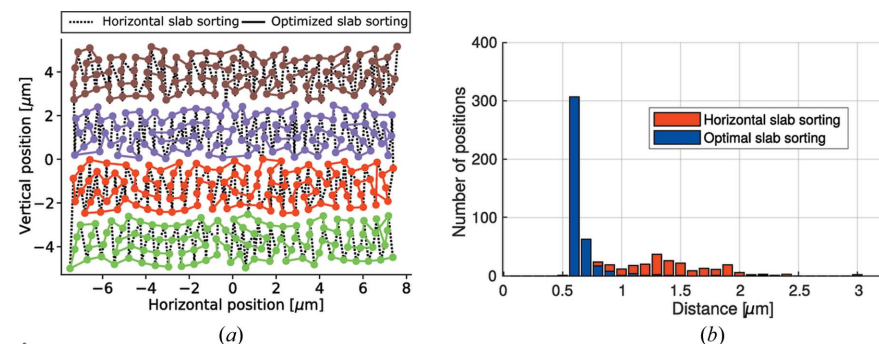 Horizontal slab sorting
Optimized slab sorting
Vertical position [μm]
4
2
0
−2
−4
−6
−4
−2
0
2
4
6
8
Horizontal position [μm]
(a)
Number of positions
400
300
200
100
0
Horizontal slab sorting
Optimal slab sorting
0
0.5
1
1.5
2
2.5
3
Distance [μm]
(b)